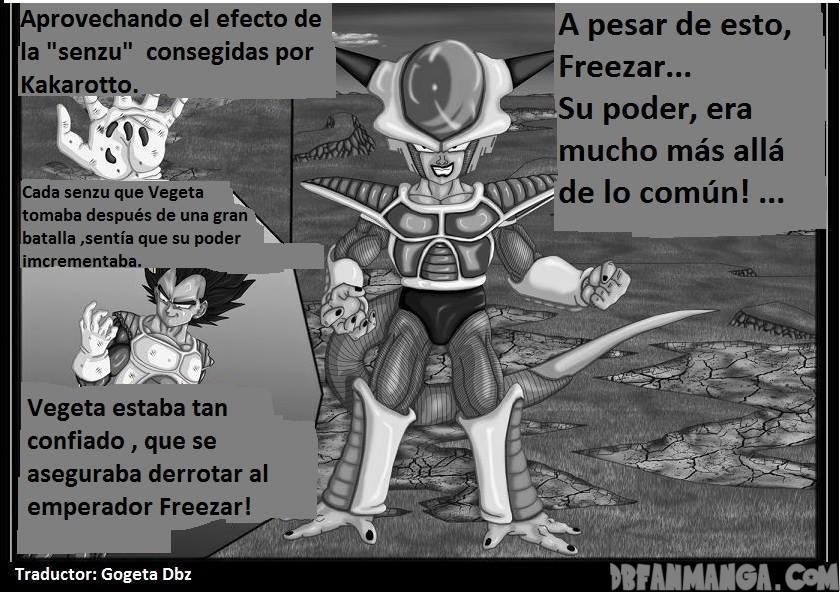 Aprovechando el efecto de
la "senzu" consegidas por
Kakarotto.
Cada senzu que Vegeta
tomaba después de una gran
batalla ,sentía que su poder
imcrementaba.
Vegeta estaba tan
confiado , que se
aseguraba derrotar al
emperador Freezar!
A pesar de esto,
Freezar...
Su poder, era
mucho más allá
de lo común! ...
Traductor: Gogeta Dbz
DBFANMANGA.COM